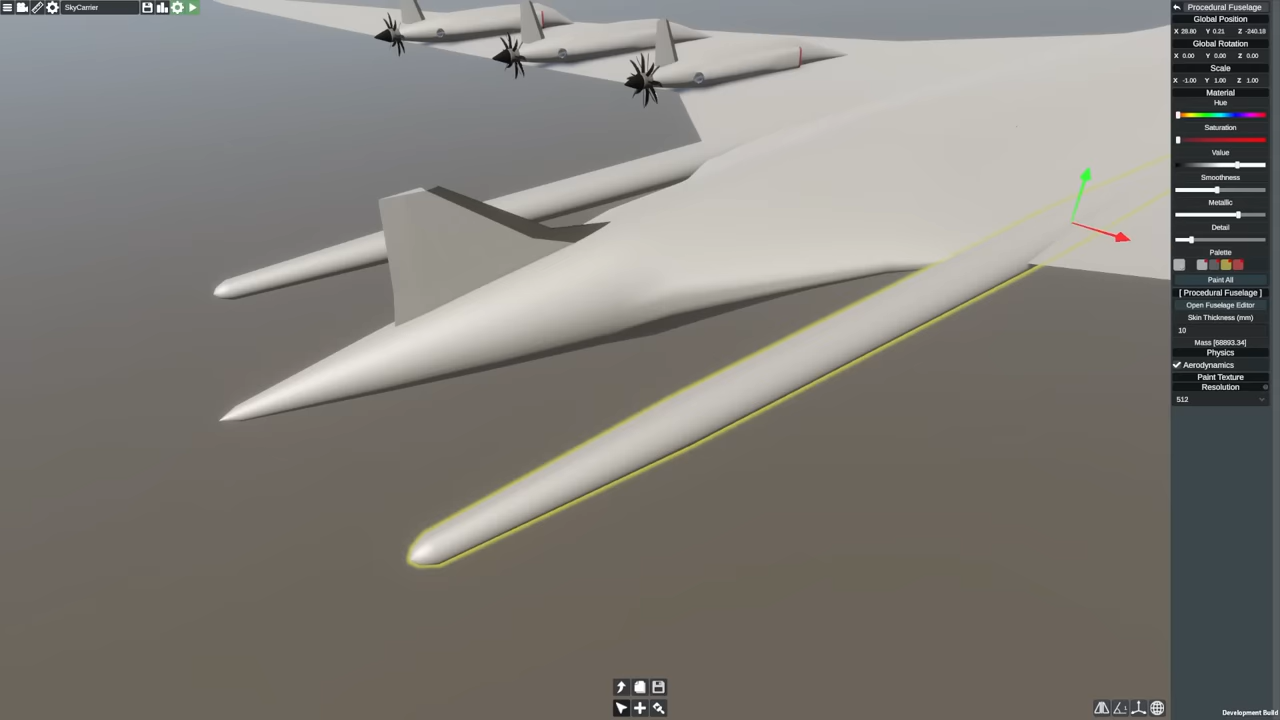 SkyCarrier
Procedural Fuselage
Global Position
X 28.80 Y 0.21 Z -240.18
Global Rotation
X 0.00 Y 0.00 Z 0.00
Scale
X -1.00 Y 1.00 Z 1.00
Material
Hue
Saturation
Value
Smoothness
Metallic
Detail
Palette
Paint All
[ Procedural Fuselage ]
Open Fuselage Editor
Skin Thickness (mm)
10
Mass [68893.34]
Physics
Aerodynamics
Paint Texture
Resolution
512
Development Build